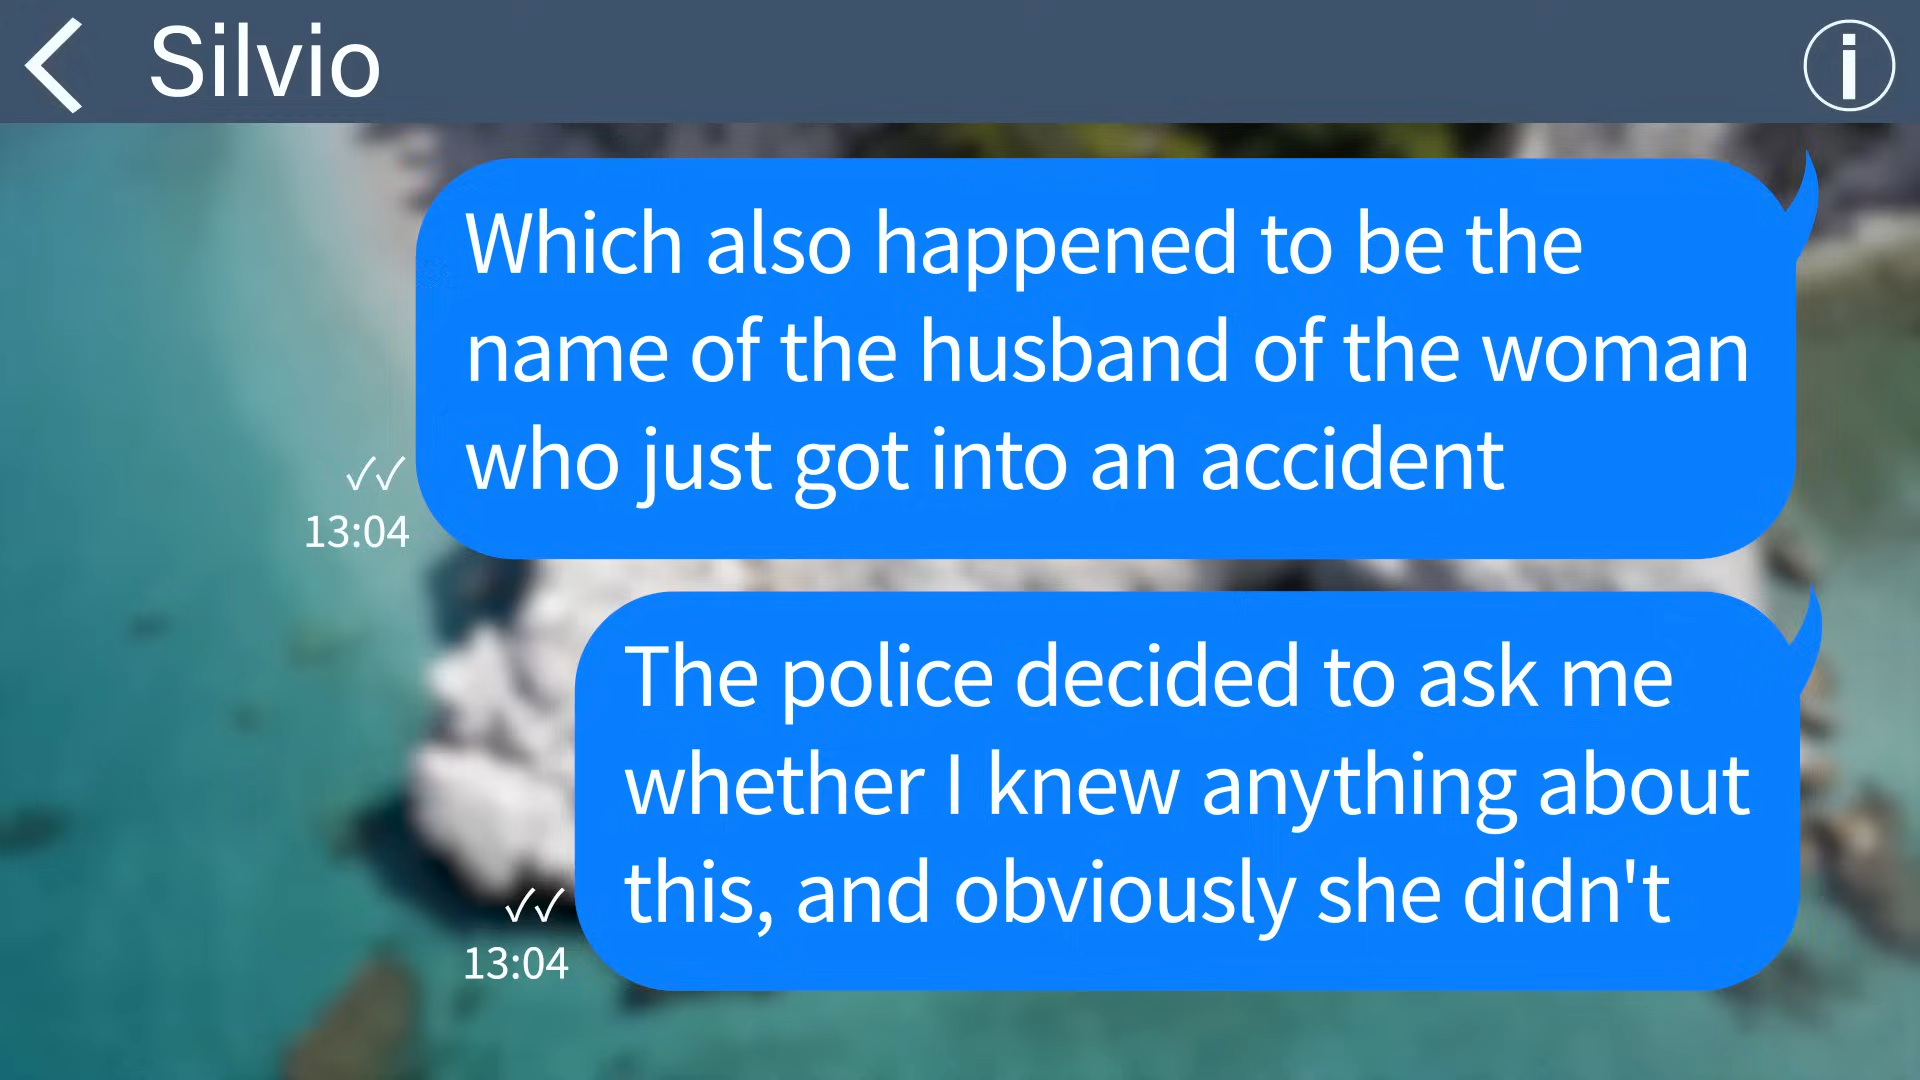 Silvio
Which also happened to be the
name of the husband of the woman
who just got into an accident
✓✓
13:04
The police decided to ask me
whether I knew anything about
this, and obviously she didn't
✓✓
13:04